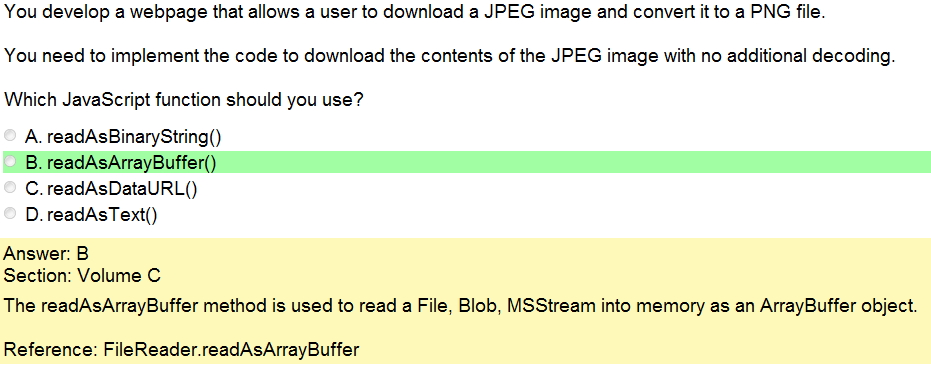 You develop a webpage that allows a user to download a JPEG image and convert it to a PNG file.
You need to implement the code to download the contents of the JPEG image with no additional decoding.
Which JavaScript function should you use?
A. readAsBinaryString()
B. readAsArrayBuffer()
C. readAsDataURL()
D. readAsText()
Answer: B
Section: Volume C
The readAsArrayBuffer method is used to read a File, Blob, MSStream into memory as an ArrayBuffer object.
Reference: FileReader.readAsArrayBuffer